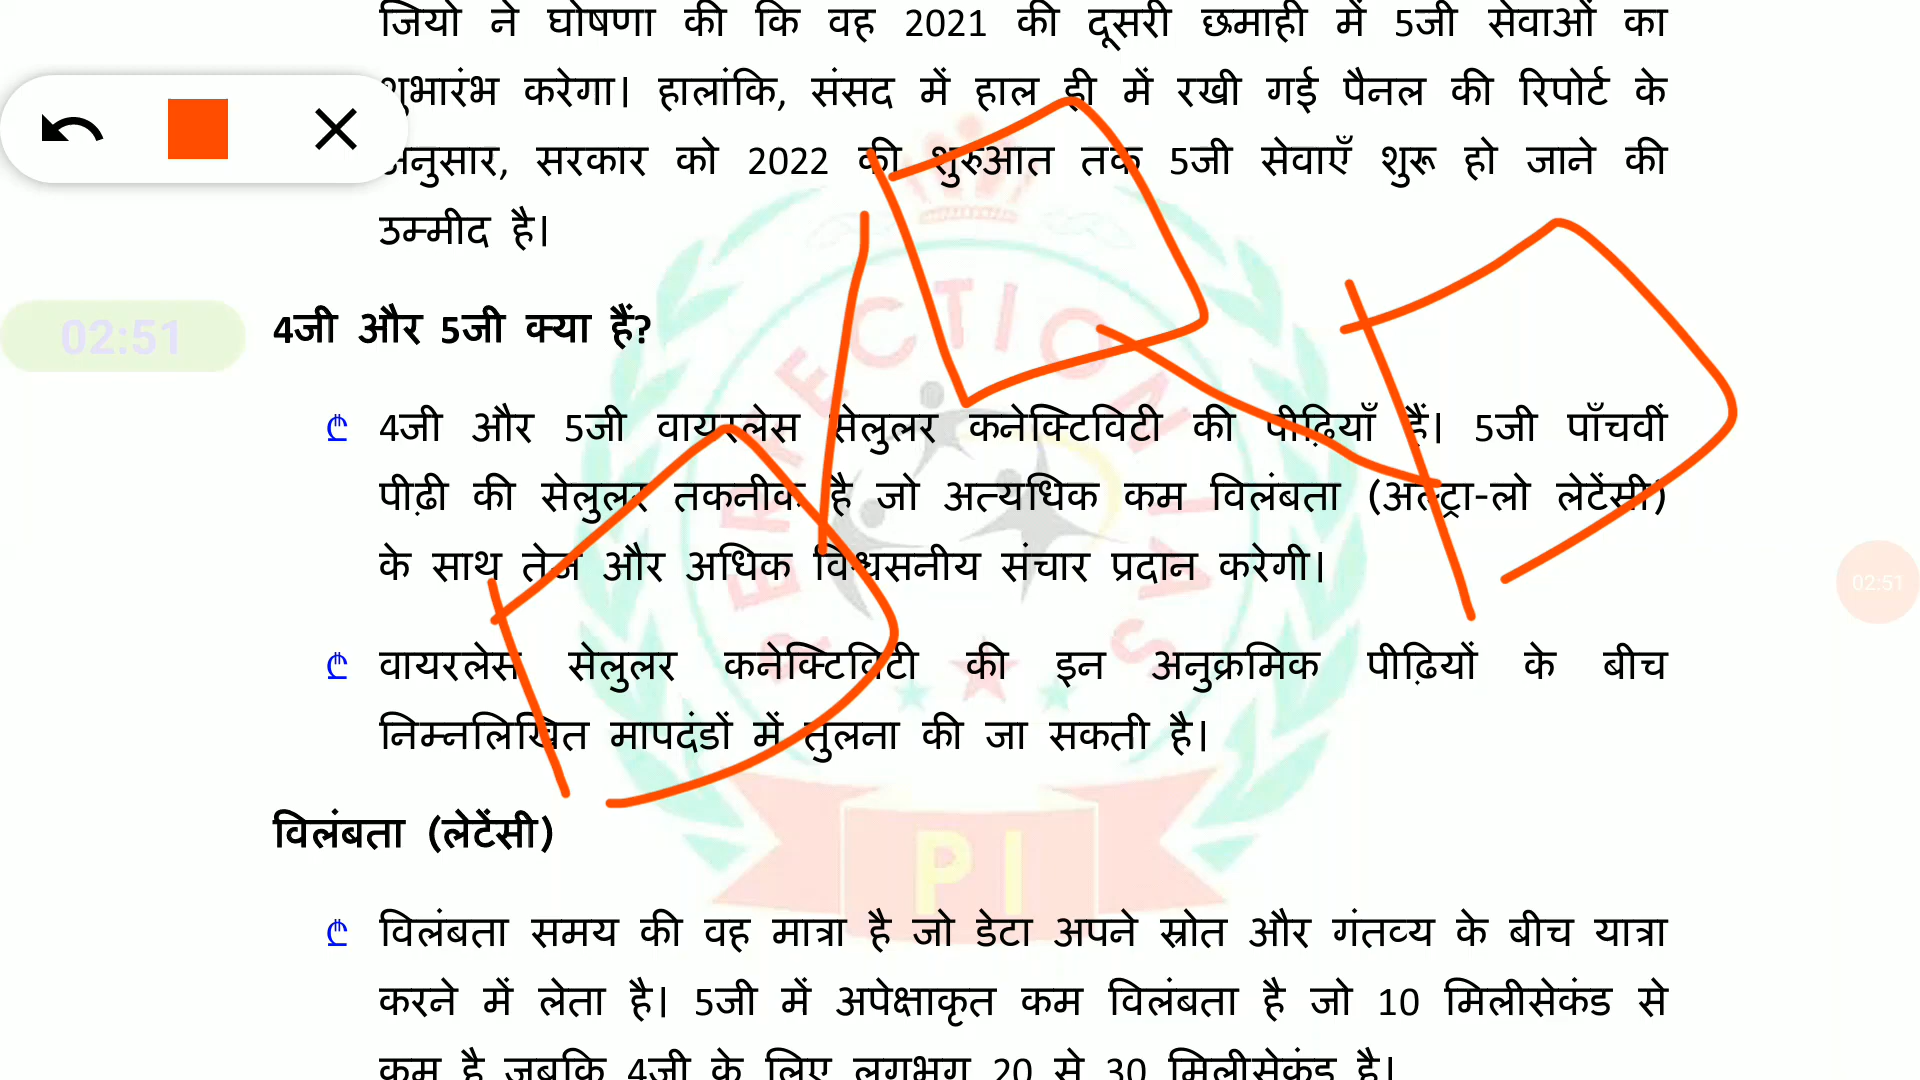 जियो ने घोषणा की कि वह 2021 की दूसरी छमाही में 5जी सेवाओं का
शुभारंभ करेगा। हालांकि, संसद में हाल ही में रखी गई पैनल की रिपोर्ट के
अनुसार, सरकार को 2022 की शुरुआत तक 5जी सेवाएँ शुरू हो जाने की
उम्मीद है।
02:51
4जी और 5जी क्या हैं?
4जी और 5जी वायरलेस सेलुलर कनेक्टिविटी की पीढ़ियाँ हैं। 5जी पाँचवीं
पीढ़ी की सेलुलर तकनीक है जो अत्यधिक कम विलंबता (अल्ट्रा-लो लेटेंसी)
के साथ तेज और अधिक विश्वसनीय संचार प्रदान करेगी।
02:51
वायरलेस सेलुलर कनेक्टिविटी की इन अनुक्रमिक पीढ़ियों के बीच
निम्नलिखित मापदंडों में तुलना की जा सकती है।
विलंबता (लेटेंसी)
PI
विलंबता समय की वह मात्रा है जो डेटा अपने स्रोत और गंतव्य के बीच यात्रा
करने में लेता है। 5जी में अपेक्षाकृत कम विलंबता है जो 10 मिलीसेकंड से
कम है जबकि 4जी के लिए लगभग 20 से 30 मिलीसेकंड है।